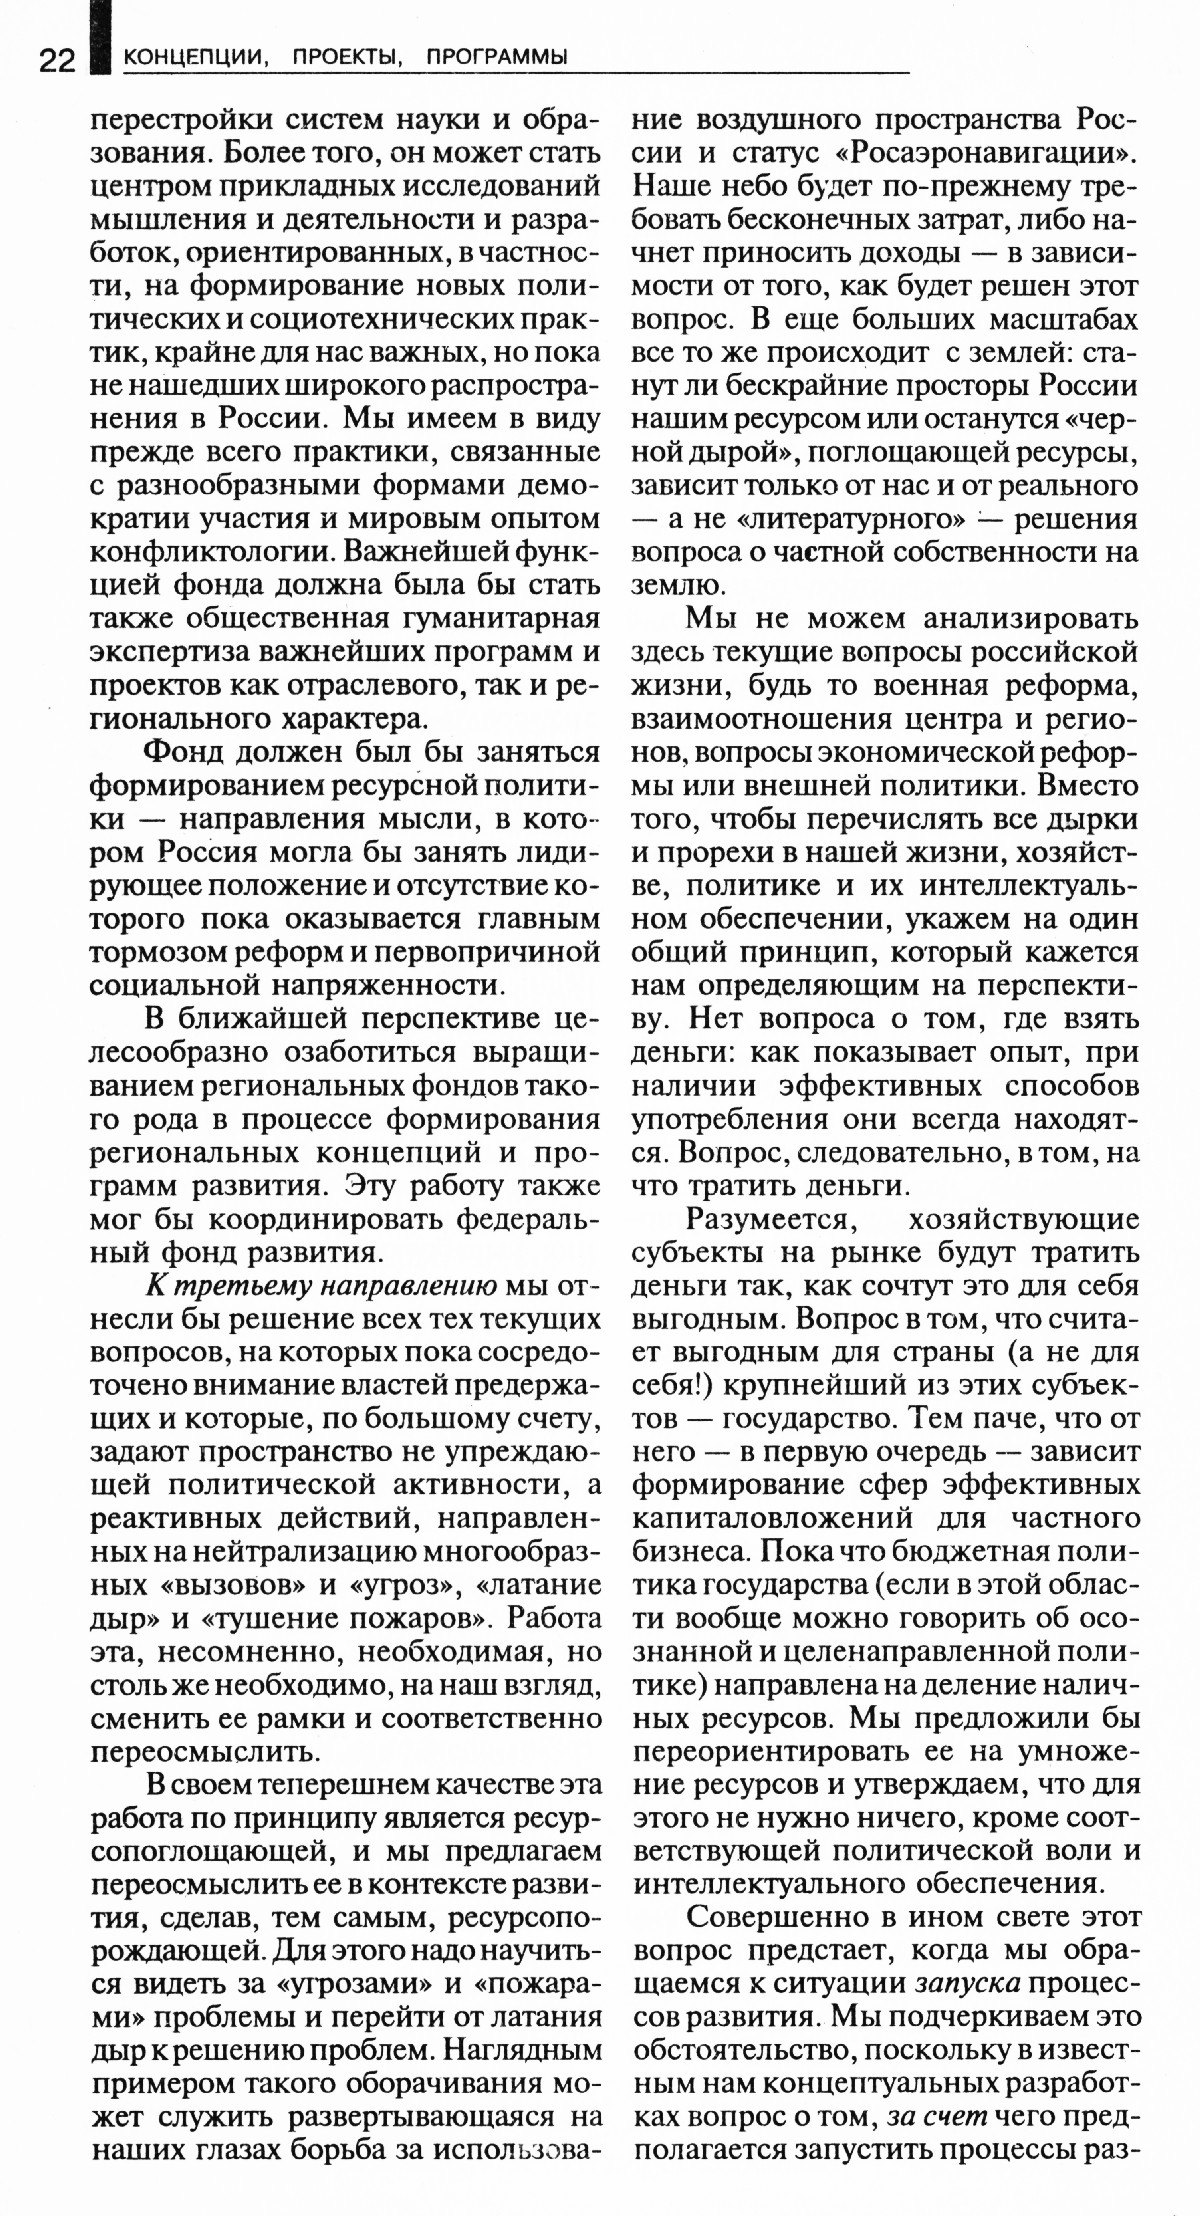 22
КОНЦЕПЦИИ, ПРОЕКТЫ, ПРОГРАММЫ
перестройки систем науки и обра-
зования. Более того, он может стать
центром прикладных исследований
мышления и деятельности и разра-
боток, ориентированных, в частнос-
ти, на формирование новых поли-
тических и социотехнических прак-
тик, крайне для нас важных, но пока
не нашедших широкого распростра-
нения в России. Мы имеем в виду
прежде всего практики, связанные
с разнообразными формами демо-
кратии участия и мировым опытом
конфликтологии. Важнейшей функ-
цией фонда должна была бы стать
также общественная гуманитарная
экспертиза важнейших программ и
проектов как отраслевого, так и ре-
гионального характера.
Фонд должен был бы заняться
формированием ресурсной полити-
ки — направления мысли, в кото-
ром Россия могла бы занять лиди-
рующее положение и отсутствие ко-
торого пока оказывается главным
тормозом реформ и первопричиной
социальной напряженности.
В ближайшей перспективе це-
лесообразно озаботиться выращи-
ванием региональных фондов тако-
го рода в процессе формирования
региональных концепций и про-
грамм развития. Эту работу также
мог бы координировать федераль-
ный фонд развития.
К третьему направлению мы от-
несли бы решение всех тех текущих
вопросов, на которых пока сосредо-
точено внимание властей предержа-
щих и которые, по большому счету,
задают пространство не упреждаю-
щей политической активности, а
реактивных действий, направлен-
ных на нейтрализацию многообраз-
ных «вызовов» и «угроз», «латание
дыр» и «тушение пожаров». Работа
эта, несомненно, необходимая, но
столь же необходимо, на наш взгляд,
сменить ее рамки и соответственно
переосмыслить.
В своем теперешнем качестве эта
работа по принципу является ресур-
сопоглощающей, и мы предлагаем
переосмыслить ее в контексте разви-
тия, сделав, тем самым, ресурсопо-
рождающей. Для этого надо научить-
ся видеть за «угрозами» и «пожара-
ми» проблемы и перейти от латания
дыр к решению проблем. Наглядным
примером такого оборачивания мо-
жет служить развертывающаяся на
наших глазах борьба за использова-
ние воздушного пространства Рос-
сии и статус «Росаэронавигации».
Наше небо будет по-прежнему тре-
бовать бесконечных затрат, либо на-
чнет приносить доходы — в зависи-
мости от того, как будет решен этот
вопрос. В еще больших масштабах
все то же происходит с землей: ста-
нут ли бескрайние просторы России
нашим ресурсом или останутся «чер-
ной дырой», поглощающей ресурсы,
зависит только от нас и от реального
— а не «литературного» — решения
вопроса о частной собственности на
землю.
Мы не можем анализировать
здесь текущие вопросы российской
жизни, будь то военная реформа,
взаимоотношения центра и регио-
нов, вопросы экономической рефор-
мы или внешней политики. Вместо
того, чтобы перечислять все дырки
и прорехи в нашей жизни, хозяйст-
ве, политике и их интеллектуаль-
ном обеспечении, укажем на один
общий принцип, который кажется
нам определяющим на перспекти-
ву. Нет вопроса о том, где взять
деньги: как показывает опыт, при
наличии эффективных способов
употребления они всегда находят-
ся. Вопрос, следовательно, в том, на
что тратить деньги.
Разумеется, хозяйствующие
субъекты на рынке будут тратить
деньги так, как сочтут это для себя
выгодным. Вопрос в том, что счита-
ет выгодным для страны (а не для
себя!) крупнейший из этих субъек-
тов — государство. Тем паче, что от
него — в первую очередь — зависит
формирование сфер эффективных
капиталовложений для частного
бизнеса. Пока что бюджетная поли-
тика государства (если в этой облас-
ти вообще можно говорить об осо-
знанной и целенаправленной поли-
тике) направлена на деление налич-
ных ресурсов. Мы предложили бы
переориентировать ее на умноже-
ние ресурсов и утверждаем, что для
этого не нужно ничего, кроме соот-
ветствующей политической воли и
интеллектуального обеспечения.
Совершенно в ином свете этот
вопрос предстает, когда мы обра-
щаемся к ситуации запуска процес-
сов развития. Мы подчеркиваем это
обстоятельство, поскольку в извест-
ным нам концептуальных разработ-
ках вопрос о том, за счет чего пред-
полагается запустить процессы раз-